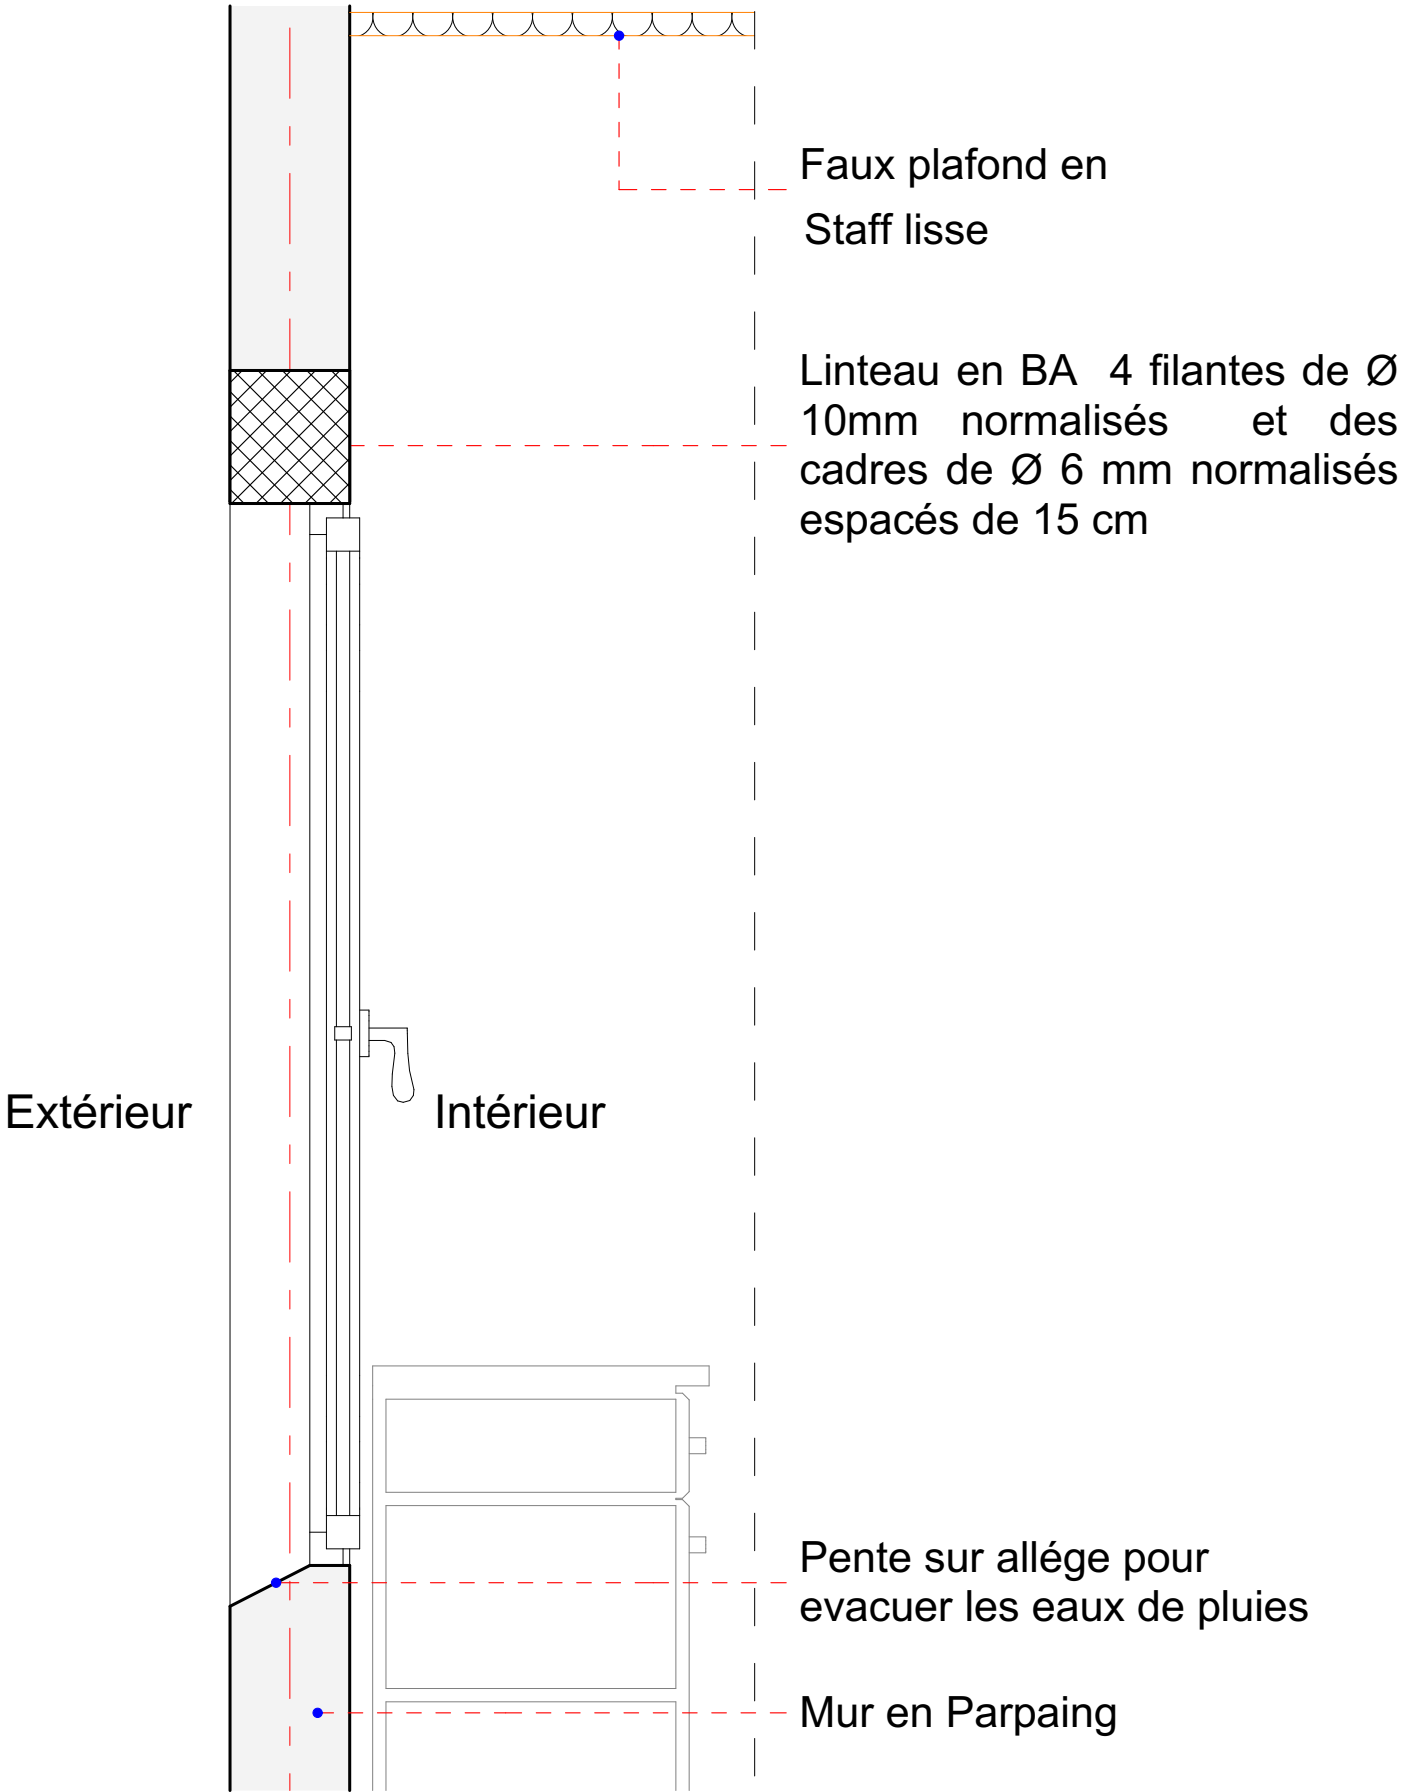 Faux plafond en
Staff lisse
Linteau en BA 4 filantes de Ø
10mm normalisés et des
cadres de Ø 6 mm normalisés
espacés de 15 cm
Extérieur
Intérieur
Pente sur allége pour
evacuer les eaux de pluies
Mur en Parpaing